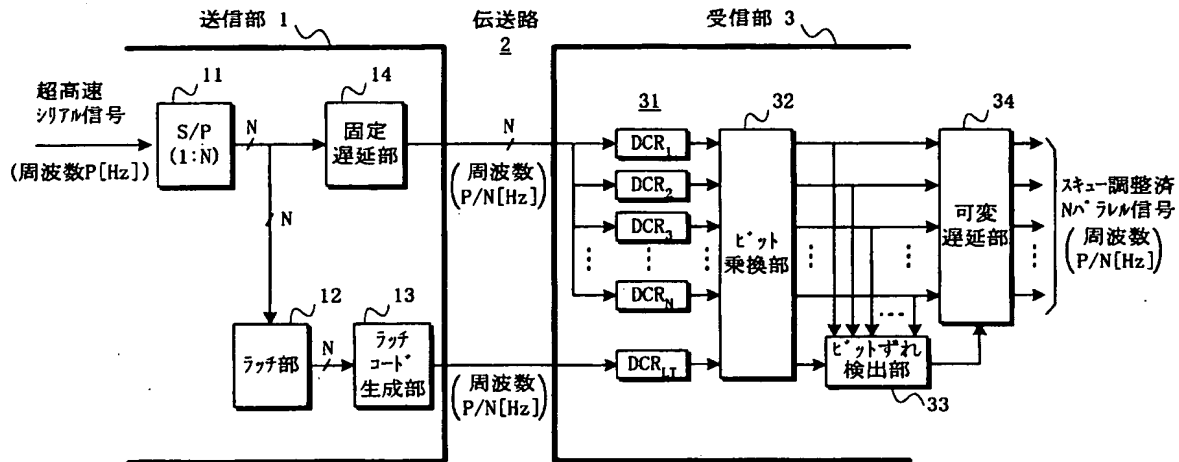 送信部 1
伝送路
2
受信部 3
超高速
シリアル信号
(周波数P[Hz])
11
S/P
(1:N)
N
14
固定
遅延部
N
(周波数
P/N[Hz])
N
12
ラッチ部
N
13
ラッチ
コード
生成部
(周波数
P/N[Hz])
31
DCR1
DCR2
DCR3
DCRN
DCRLT
32
ビット
乗換部
34
可変
遅延部
ビットずれ
検出部
33
スキュー調整済
Nパラレル信号
(周波数
P/N[Hz])